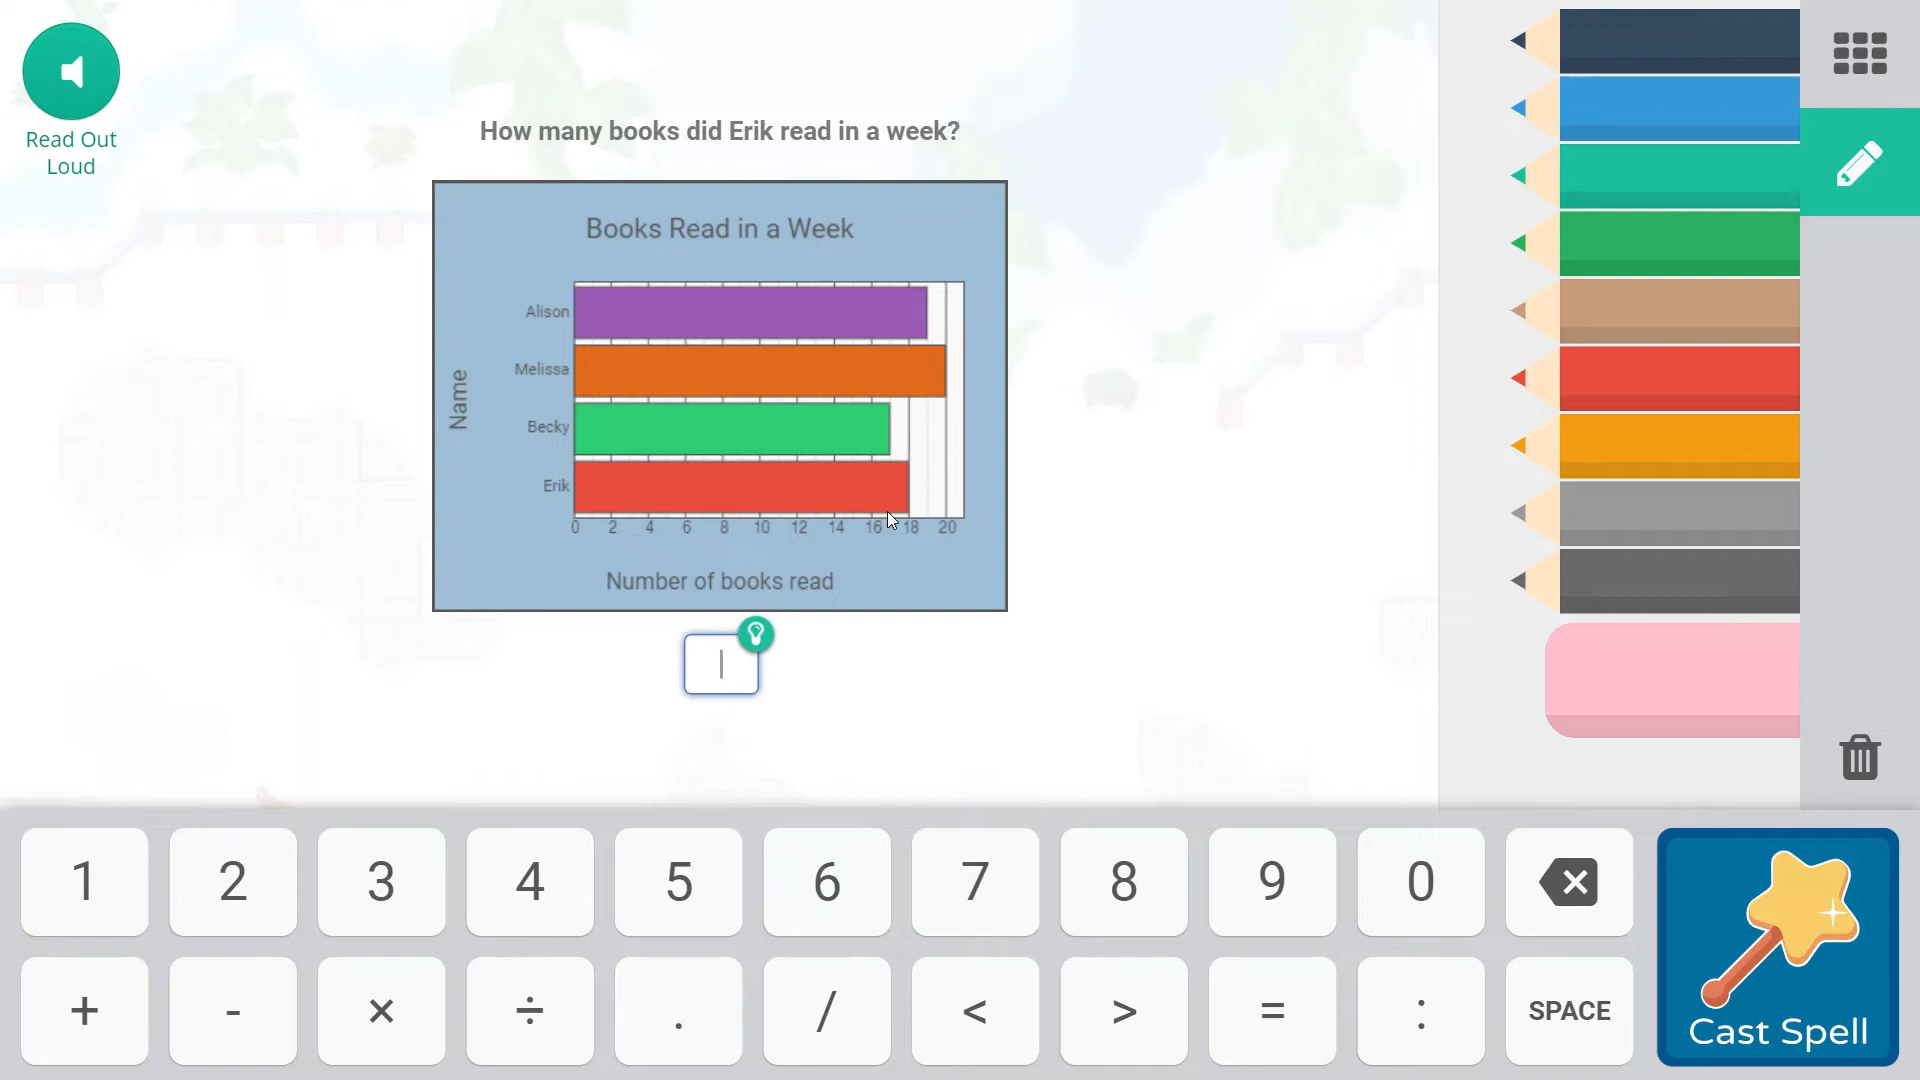 Read Out
Loud
How many books did Erik read in a week?
Books Read in a Week
Name
Alison
Melissa
Becky
Erik
0 2 4 6 8 10 12 14 16 18 20
Number of books read
1 2 3 4 5 6 7 8 9 0
+ - × ÷ . / < > = : SPACE
Cast Spell